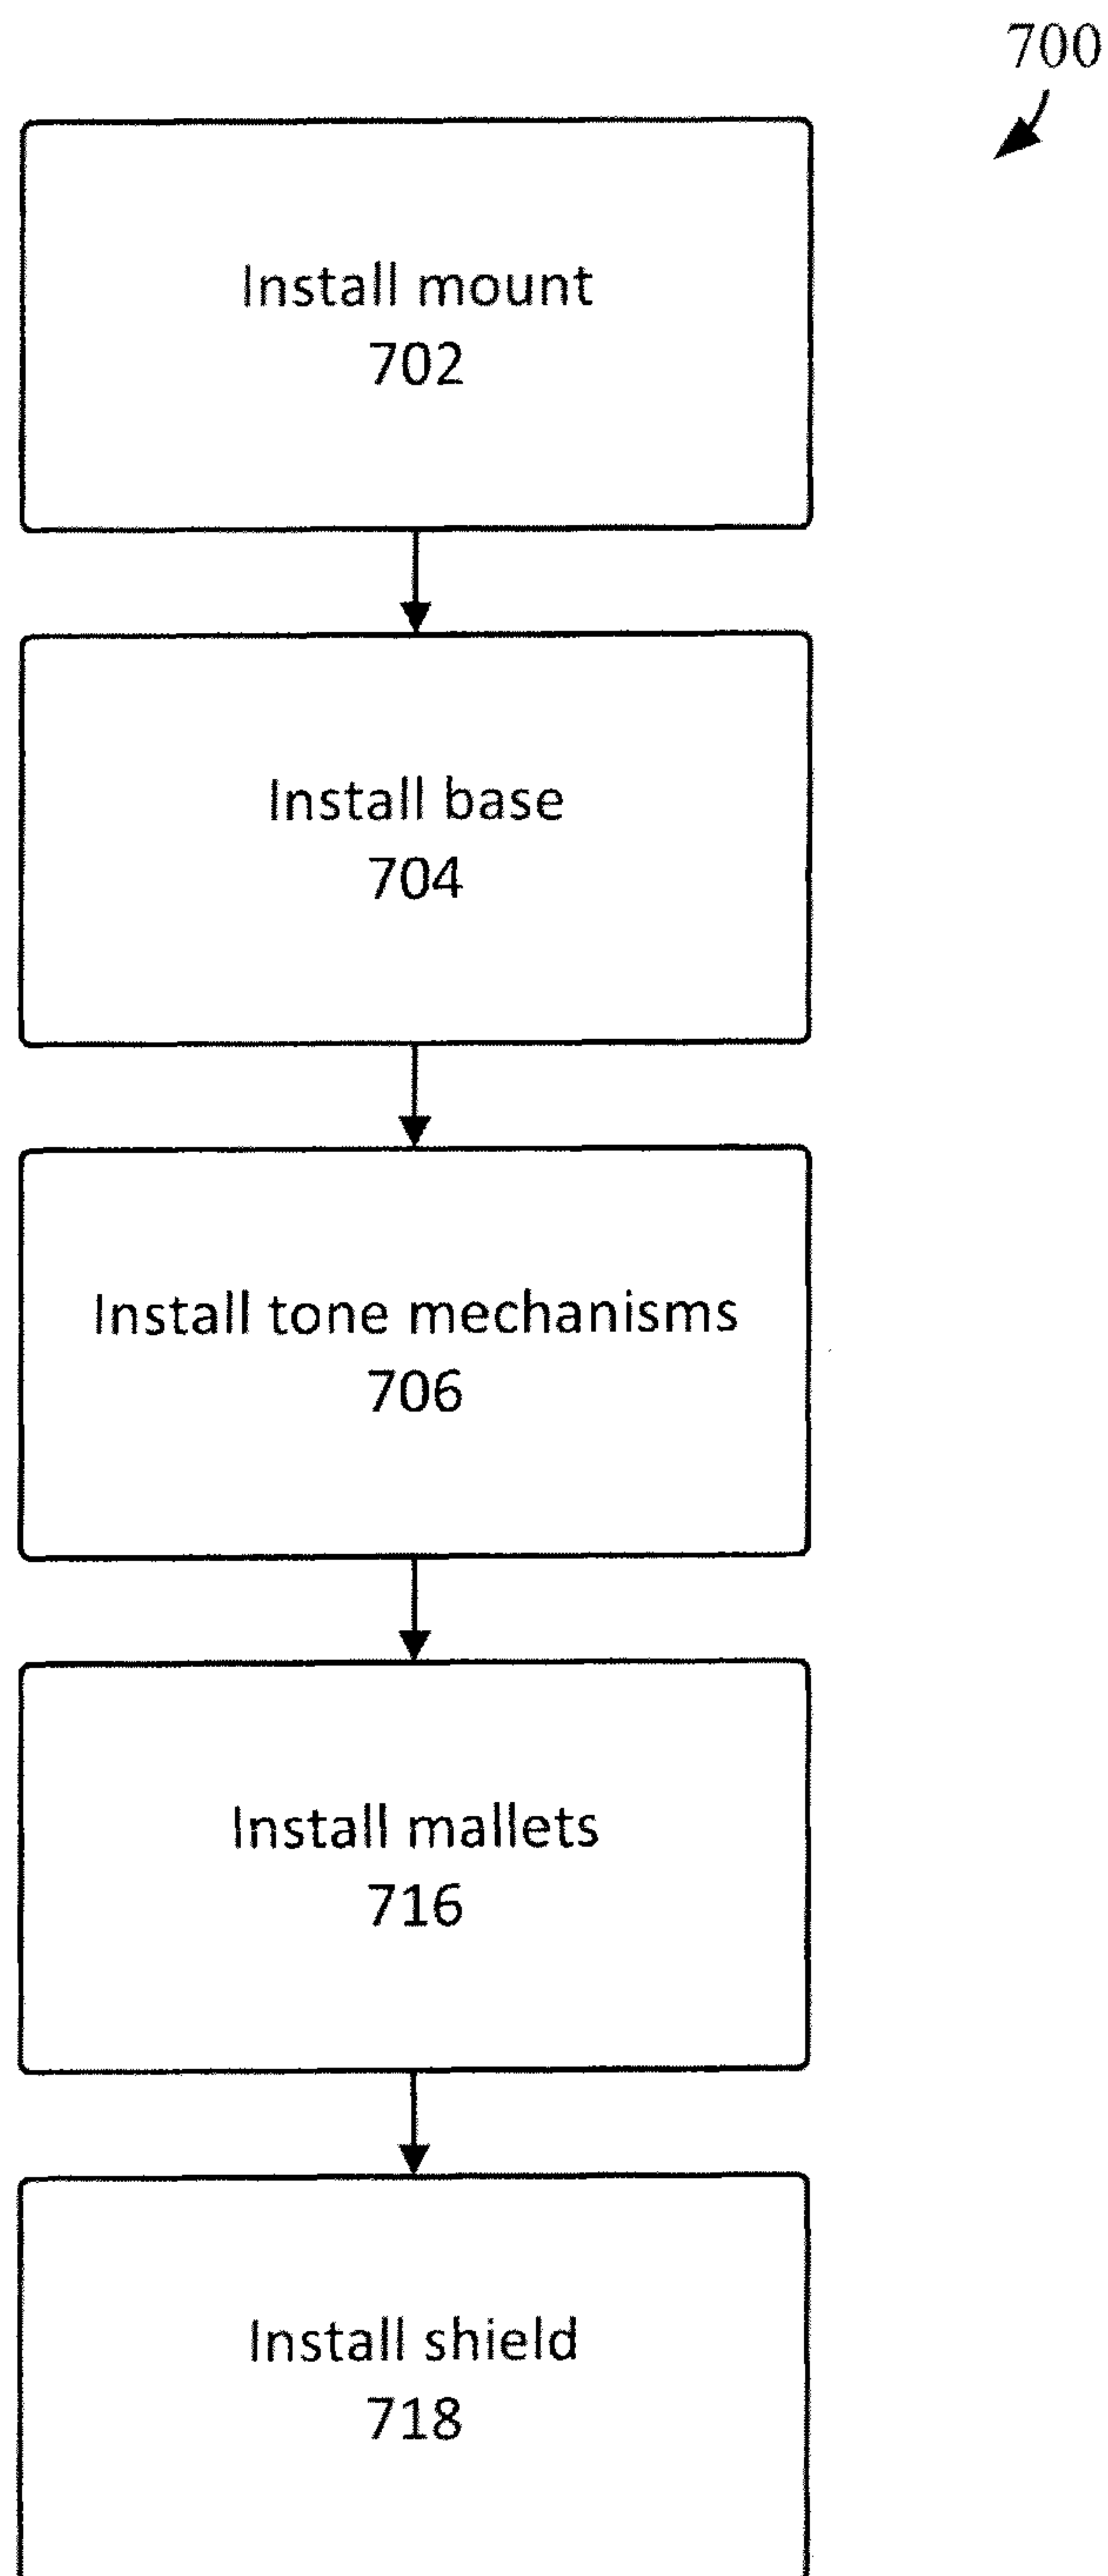 700
Install mount
702
Install base
704
Install tone mechanisms
706
Install mallets
716
Install shield
718